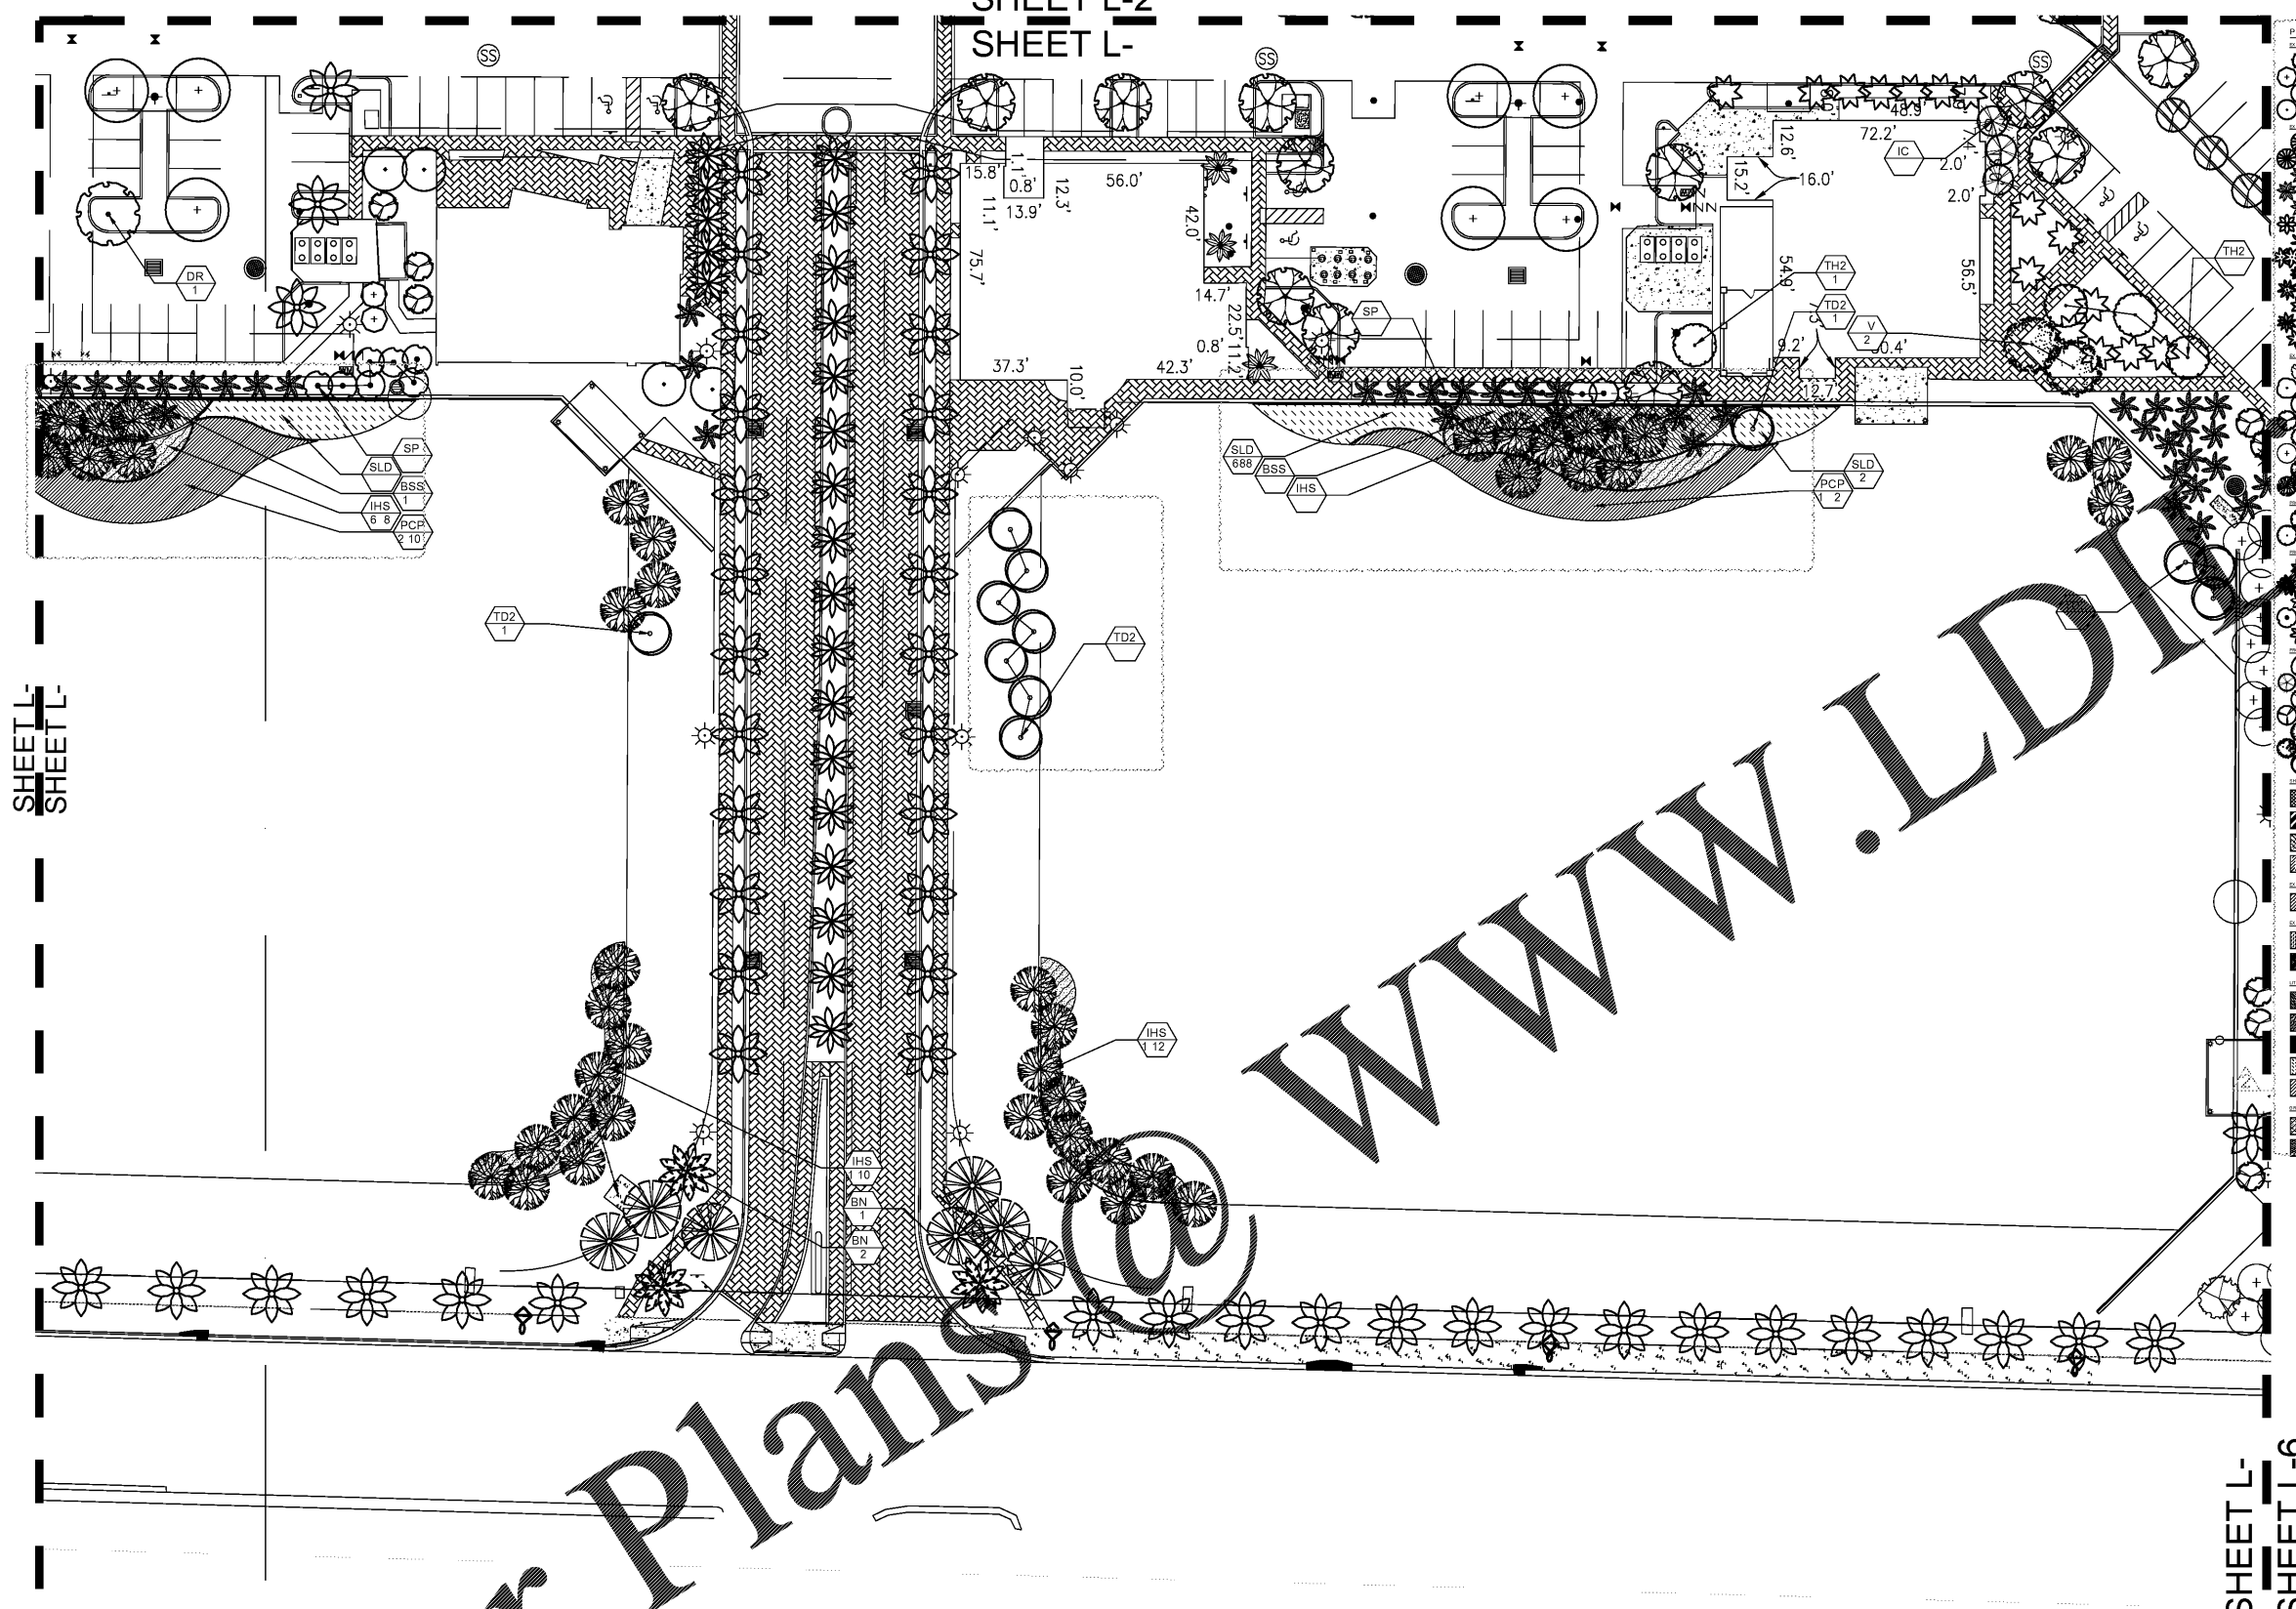 SHEET L-2
SHEET L-
SS
SS
SS
15.8'
1.1'
0.8'
13.9'
12.3'
11.1'
56.0'
42.0'
75.7'
14.7'
22.5'
0.8'
11.2'
37.3'
42.3'
10.0'
48.9'
72.2'
12.6'
15.2'
16.0'
2.0'
2.0'
54.9'
56.5'
9.2'
12.7'
IC
TH2
1
TD2
1
V
2
TH2
DR
1
SP
SP
SLD
BSS
1
IHS
6 8
PCP
2 10
SLD
688
BSS
IHS
SLD
2
PCP
1 2
TD2
1
TD2
SHEET L-
SHEET L-
IHS
1 12
IHS
1 10
BN
1
BN
2
r Plans @ WWW.LDI
SHEET L-
SHEET L-6